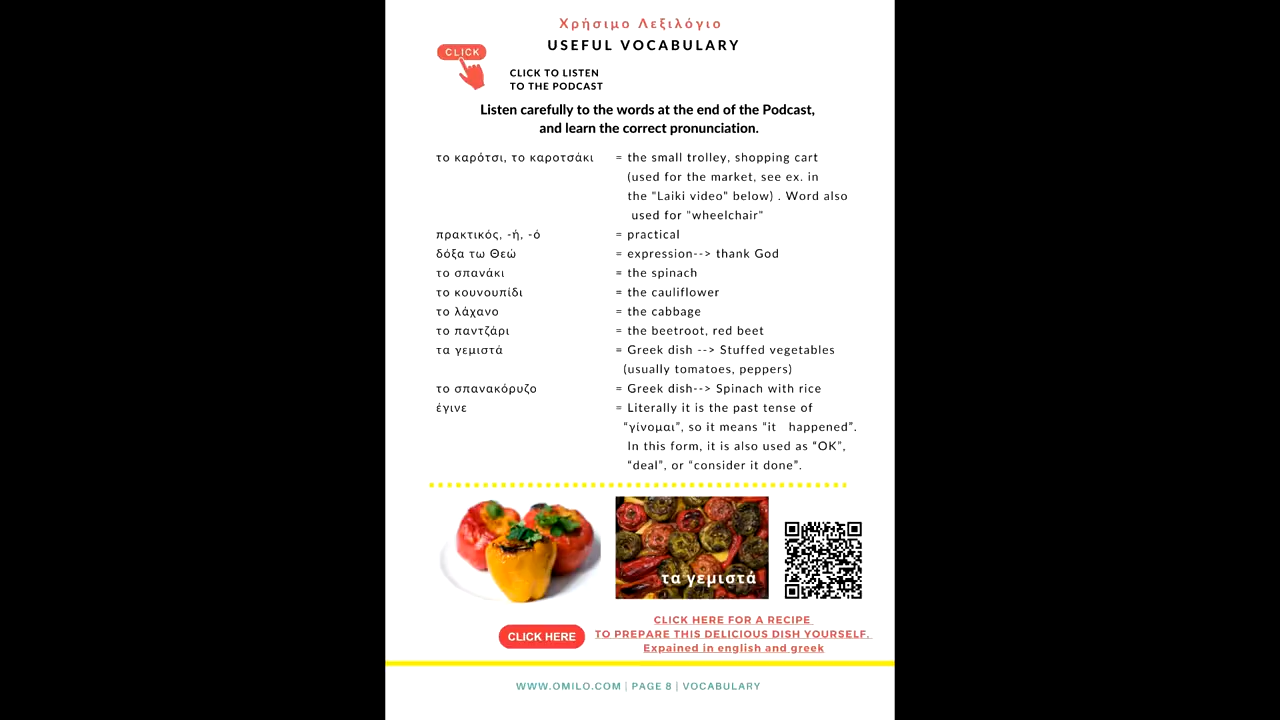 Χρήσιμο Λεξιλόγιο
USEFUL VOCABULARY
CLICK
CLICK TO LISTEN
TO THE PODCAST
Listen carefully to the words at the end of the Podcast,
and learn the correct pronunciation.
το καρότσι, το καροτσάκι = the small trolley, shopping cart
(used for the market, see ex. in
the "Laiki video" below) . Word also
used for "wheelchair"
πρακτικός, -ή, -ό = practical
δόξα τω Θεώ = expression--> thank God
το σπανάκι = the spinach
το κουνουπίδι = the cauliflower
το λάχανο = the cabbage
το παντζάρι = the beetroot, red beet
τα γεμιστά = Greek dish --> Stuffed vegetables
(usually tomatoes, peppers)
το σπανακόρυζο = Greek dish--> Spinach with rice
έγινε = Literally it is the past tense of
“γίνομαι”, so it means “it happened”.
In this form, it is also used as “OK”,
“deal”, or “consider it done”.
τα γεμιστά
CLICK HERE
CLICK HERE FOR A RECIPE
TO PREPARE THIS DELICIOUS DISH YOURSELF.
Expained in english and greek
WWW.OMILO.COM | PAGE 8 | VOCABULARY